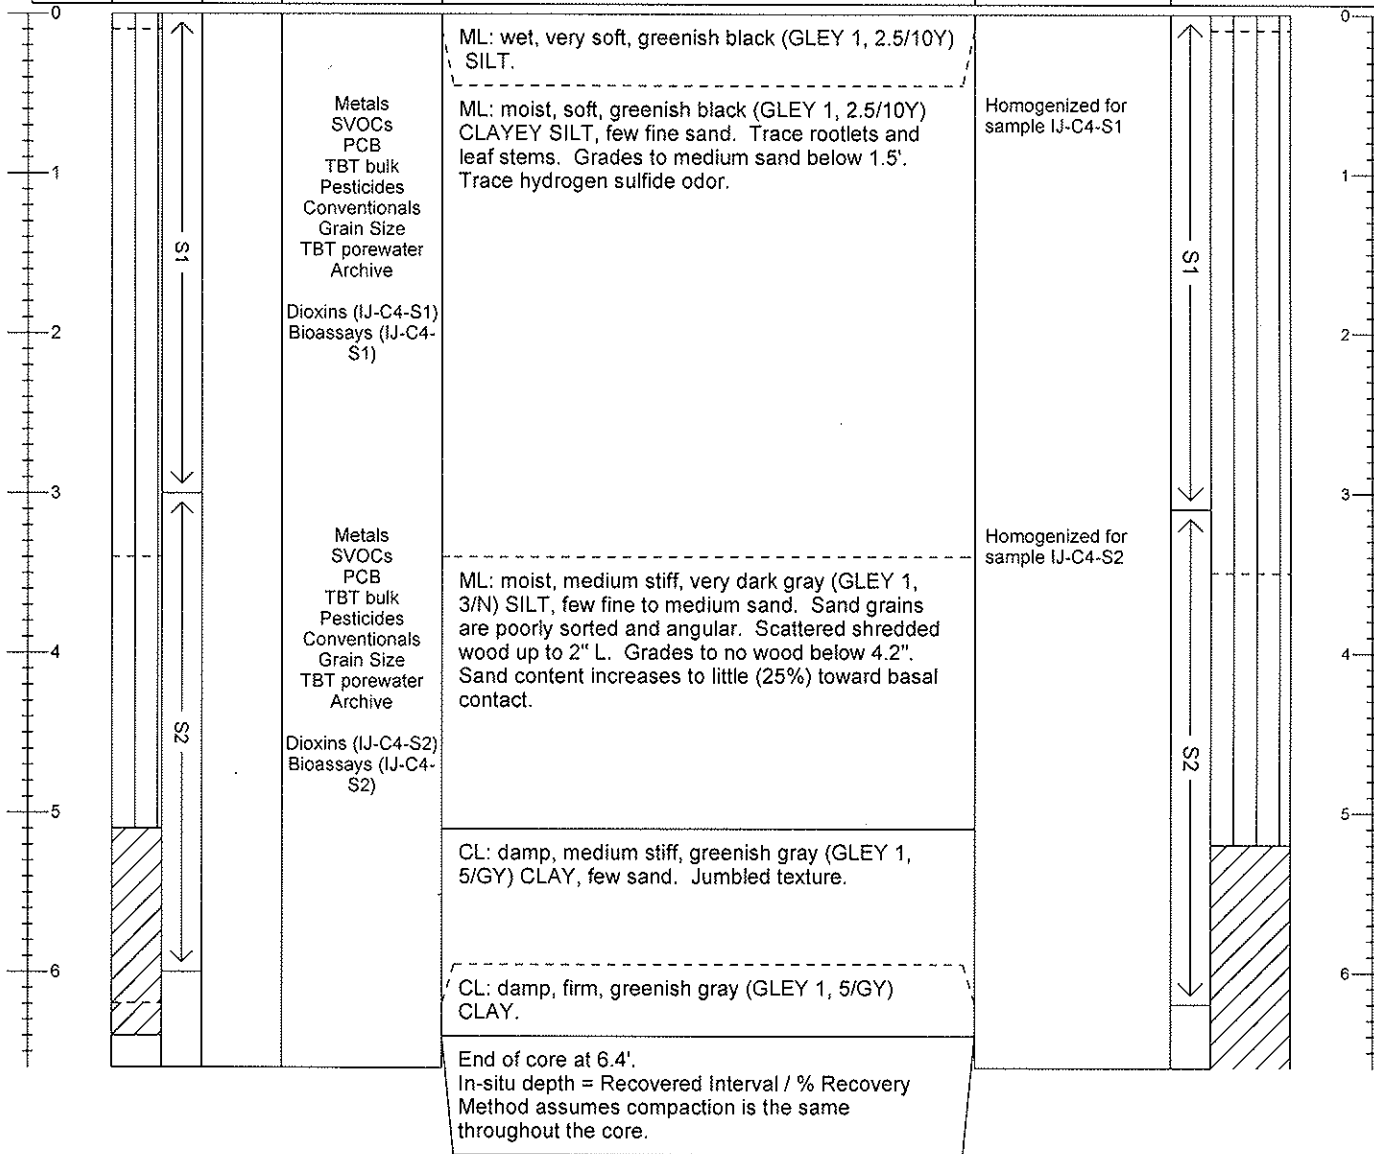 0
1
2
3
4
5
6
S1
S2
Metals
SVOCs
PCB
TBT bulk
Pesticides
Conventionals
Grain Size
TBT porewater
Archive
Dioxins (IJ-C4-S1)
Bioassays (IJ-C4-
S1)
Metals
SVOCs
PCB
TBT bulk
Pesticides
Conventionals
Grain Size
TBT porewater
Archive
Dioxins (IJ-C4-S2)
Bioassays (IJ-C4-
S2)
ML: wet, very soft, greenish black (GLEY 1, 2.5/10Y)
SILT.
ML: moist, soft, greenish black (GLEY 1, 2.5/10Y)
CLAYEY SILT, few fine sand. Trace rootlets and
leaf stems. Grades to medium sand below 1.5'.
Trace hydrogen sulfide odor.
ML: moist, medium stiff, very dark gray (GLEY 1,
3/N) SILT, few fine to medium sand. Sand grains
are poorly sorted and angular. Scattered shredded
wood up to 2" L. Grades to no wood below 4.2".
Sand content increases to little (25%) toward basal
contact.
CL: damp, medium stiff, greenish gray (GLEY 1,
5/GY) CLAY, few sand. Jumbled texture.
CL: damp, firm, greenish gray (GLEY 1, 5/GY)
CLAY.
End of core at 6.4'.
In-situ depth = Recovered Interval / % Recovery
Method assumes compaction is the same
throughout the core.
Homogenized for
sample IJ-C4-S1
Homogenized for
sample IJ-C4-S2
S1
S2
0
1
2
3
4
5
6